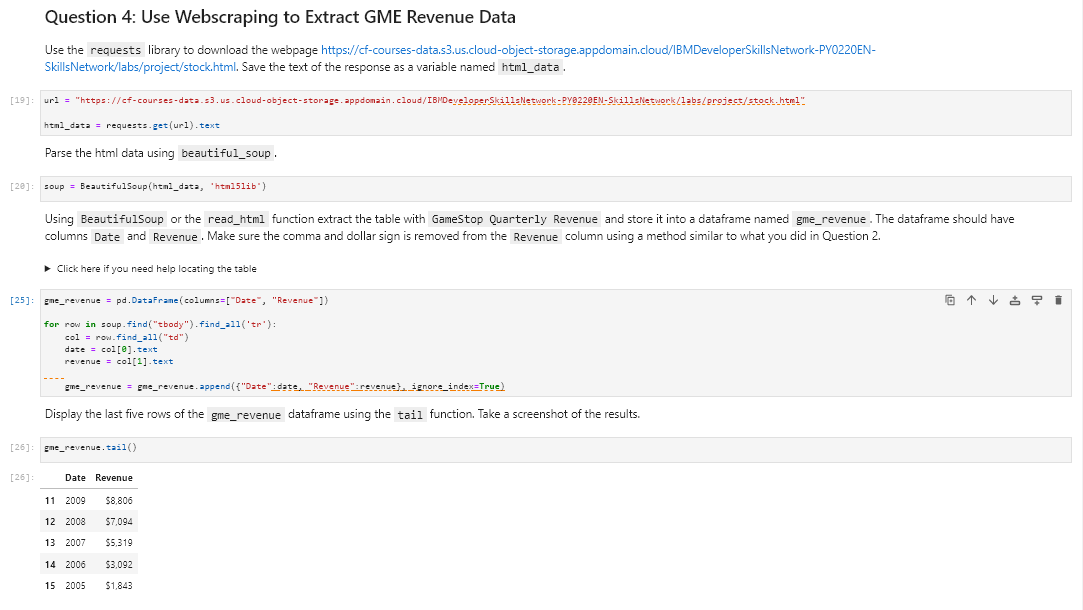 Question 4: Use Webscraping to Extract GME Revenue Data
Use the requests library to download the webpage https://cf-courses-data.s3.us.cloud-object-storage.appdomain.cloud/IBMDeveloperSkillsNetwork-PY0220EN-
SkillsNetwork/labs/project/stock.html. Save the text of the response as a variable named html_data.
[19]: url = "https://cf-courses-data.s3.us.cloud-object-storage.appdomain.cloud/IBMDeveloperSkillsNetwork-PY0220EN-SkillsNetwork/labs/project/stock.html"
html_data = requests.get(url).text
Parse the html data using beautiful_soup.
[20]: soup = BeautifulSoup(html_data, 'html5lib')
Using BeautifulSoup or the read_html function extract the table with GameStop Quarterly Revenue and store it into a dataframe named gme_revenue. The dataframe should have
columns Date and Revenue. Make sure the comma and dollar sign is removed from the Revenue column using a method similar to what you did in Question 2.
▶ Click here if you need help locating the table
[25]: gme_revenue = pd.DataFrame(columns=["Date", "Revenue"])
for row in soup.find("tbody").find_all('tr'):
col = row.find_all("td")
date = col[0].text
revenue = col[1].text
gme_revenue = gme_revenue.append({"Date":date, "Revenue":revenue}, ignore_index=True)
Display the last five rows of the gme_revenue dataframe using the tail function. Take a screenshot of the results.
[26]: gme_revenue.tail()
[26]: Date Revenue
11 2009 $8,806
12 2008 $7,094
13 2007 $5,319
14 2006 $3,092
15 2005 $1,843